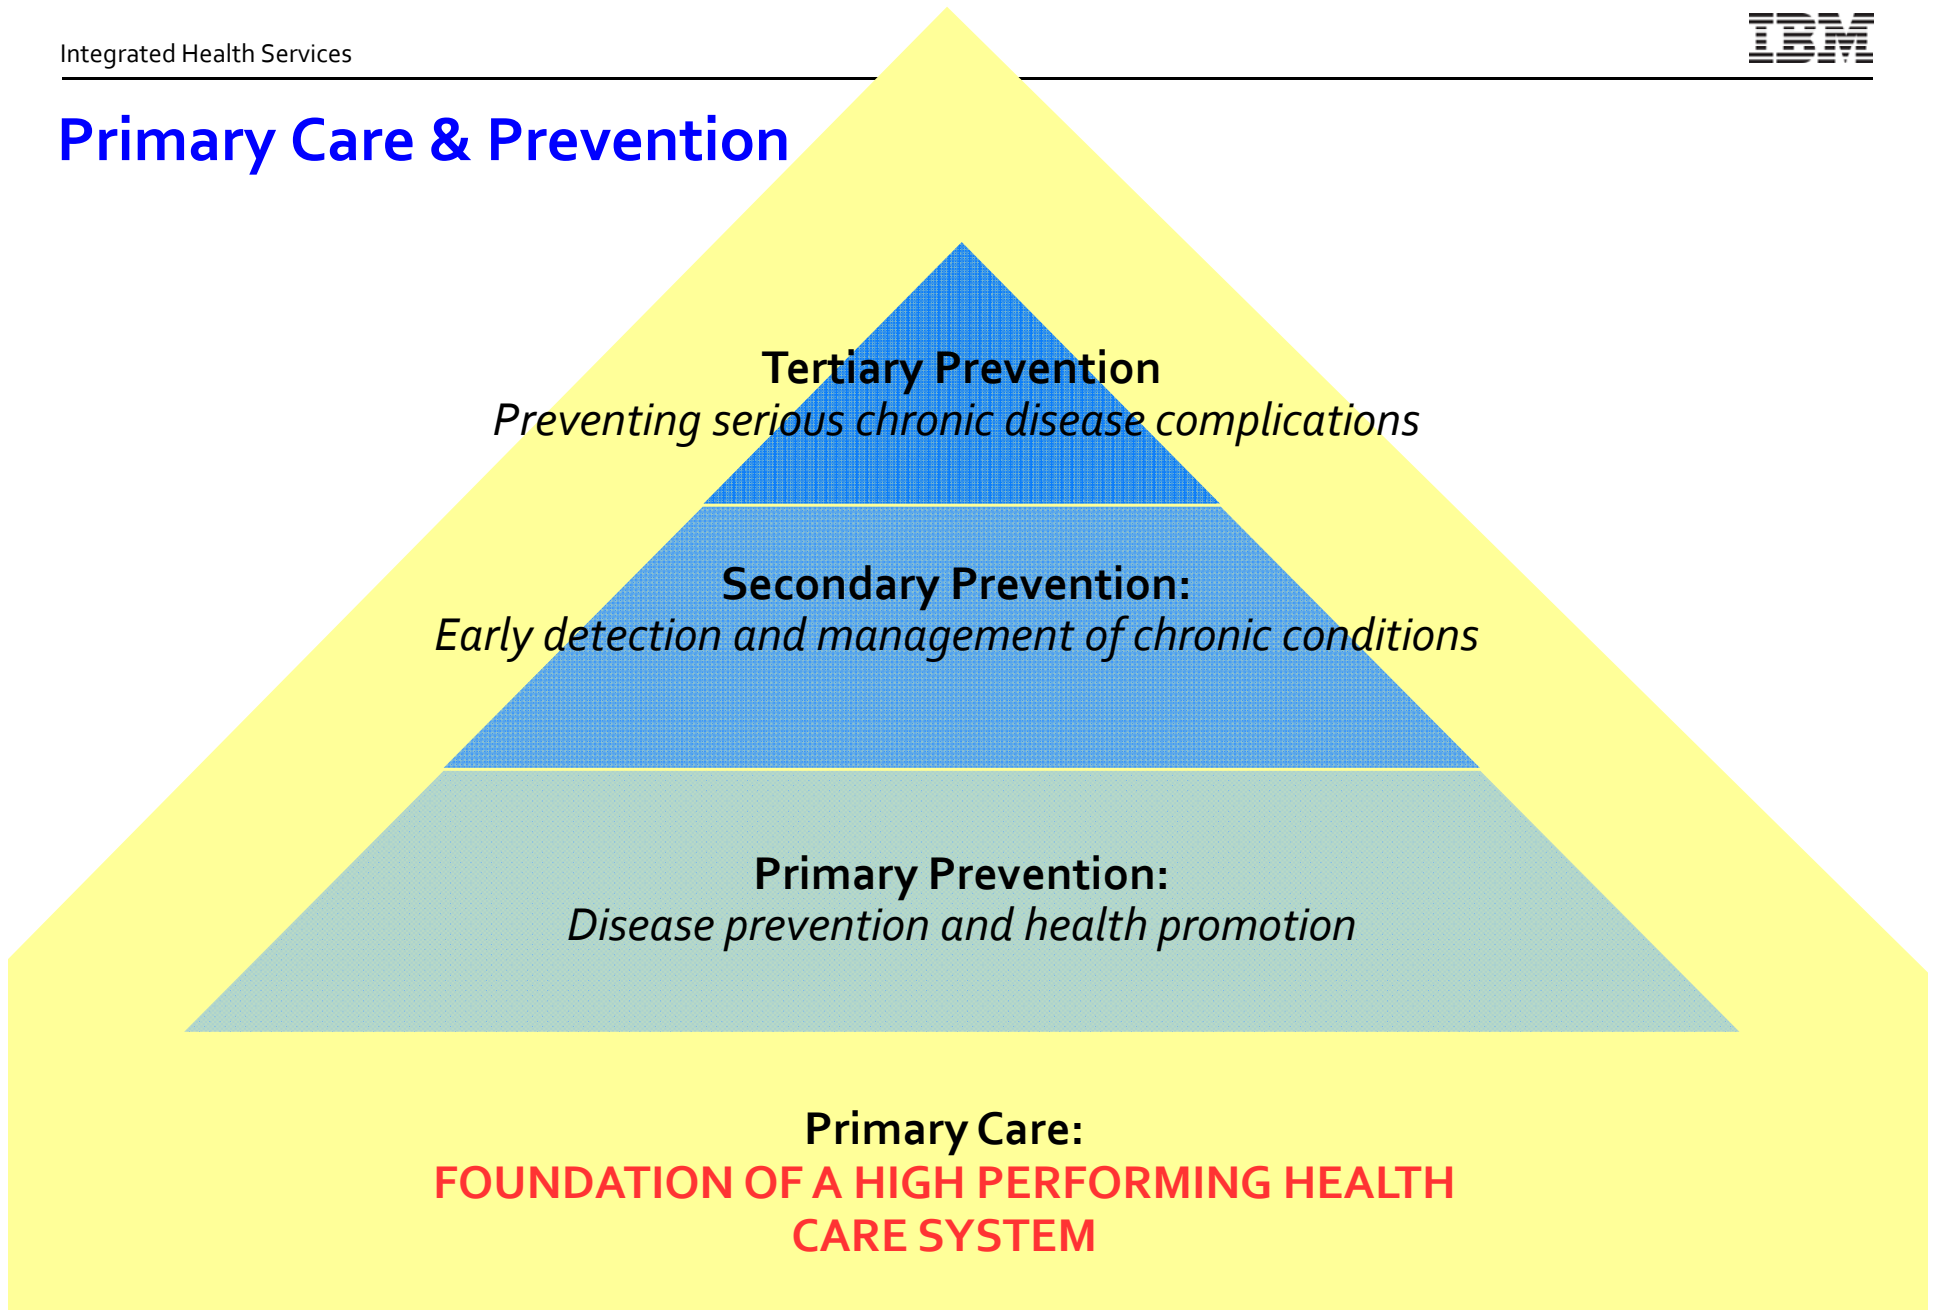 Integrated Health Services
IBM
Primary Care & Prevention
Tertiary Prevention
Preventing serious chronic disease complications
Secondary Prevention:
Early detection and management of chronic conditions
Primary Prevention:
Disease prevention and health promotion
Primary Care:
FOUNDATION OF A HIGH PERFORMING HEALTH
CARE SYSTEM